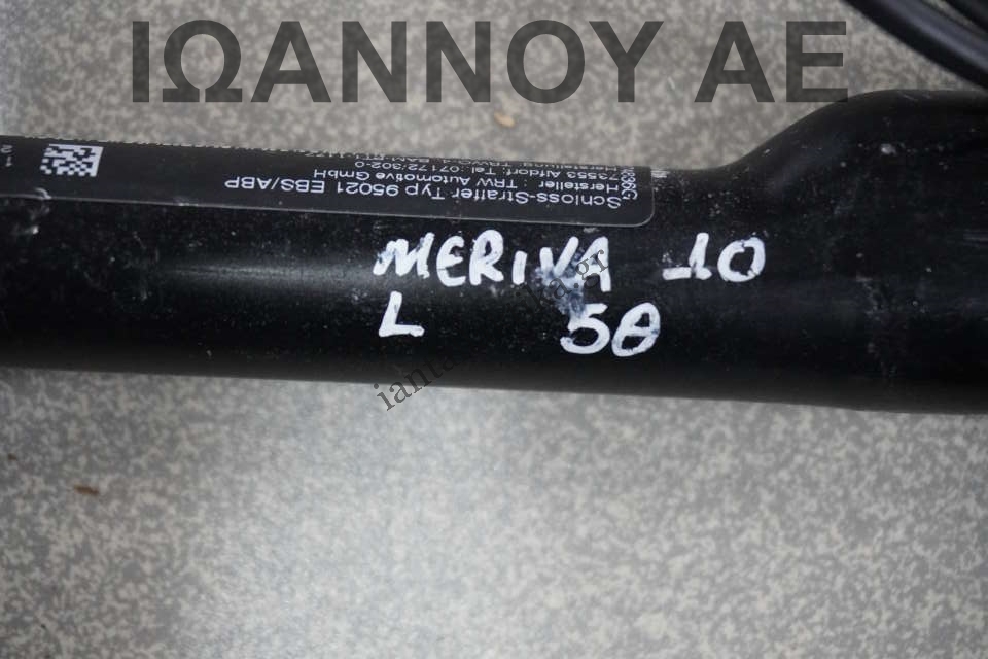 ΙΩΑΝΝΟΥ ΑΕ
Schloss-Straffer Typ 95021 EBS/ABP
Hersteller : TRW Automotive GmbH
73553 Alfdorf; Tel. 07172/302-0
MERIVA 10
L 5θ